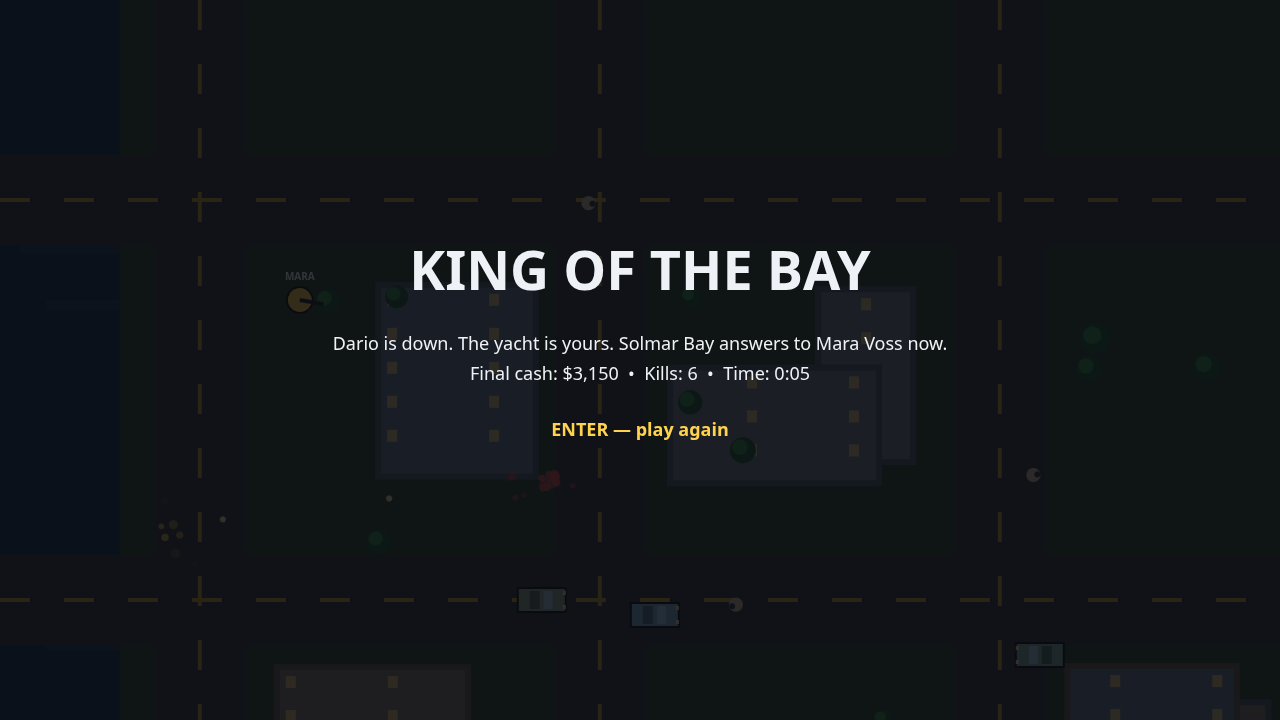 MARA
KING OF THE BAY
Dario is down. The yacht is yours. Solmar Bay answers to Mara Voss now.
Final cash: $3,150 • Kills: 6 • Time: 0:05
ENTER — play again